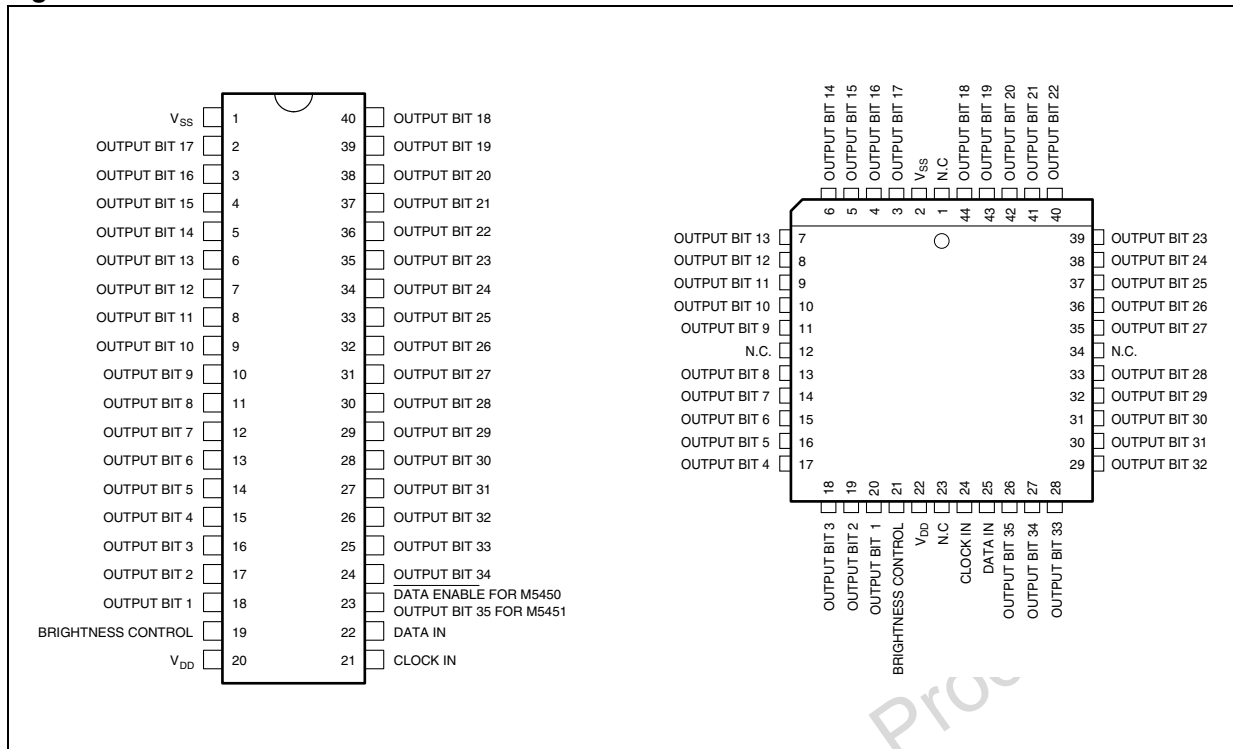 VSS 1 40 OUTPUT BIT 18
OUTPUT BIT 17 2 39 OUTPUT BIT 19
OUTPUT BIT 16 3 38 OUTPUT BIT 20
OUTPUT BIT 15 4 37 OUTPUT BIT 21
OUTPUT BIT 14 5 36 OUTPUT BIT 22
OUTPUT BIT 13 6 35 OUTPUT BIT 23
OUTPUT BIT 12 7 34 OUTPUT BIT 24
OUTPUT BIT 11 8 33 OUTPUT BIT 25
OUTPUT BIT 10 9 32 OUTPUT BIT 26
OUTPUT BIT 9 10 31 OUTPUT BIT 27
OUTPUT BIT 8 11 30 OUTPUT BIT 28
OUTPUT BIT 7 12 29 OUTPUT BIT 29
OUTPUT BIT 6 13 28 OUTPUT BIT 30
OUTPUT BIT 5 14 27 OUTPUT BIT 31
OUTPUT BIT 4 15 26 OUTPUT BIT 32
OUTPUT BIT 3 16 25 OUTPUT BIT 33
OUTPUT BIT 2 17 24 OUTPUT BIT 34
OUTPUT BIT 1 18 23 DATA ENABLE FOR M5450
OUTPUT BIT 35 FOR M5451
BRIGHTNESS CONTROL 19 22 DATA IN
VDD 20 21 CLOCK IN
OUTPUT BIT 14
OUTPUT BIT 15
OUTPUT BIT 16
OUTPUT BIT 17
VSS
N.C
OUTPUT BIT 18
OUTPUT BIT 19
OUTPUT BIT 20
OUTPUT BIT 21
OUTPUT BIT 22
6 5 4 3 2 1 44 43 42 41 40
OUTPUT BIT 13 7 39 OUTPUT BIT 23
OUTPUT BIT 12 8 38 OUTPUT BIT 24
OUTPUT BIT 11 9 37 OUTPUT BIT 25
OUTPUT BIT 10 10 36 OUTPUT BIT 26
OUTPUT BIT 9 11 35 OUTPUT BIT 27
N.C. 12 34 N.C.
OUTPUT BIT 8 13 33 OUTPUT BIT 28
OUTPUT BIT 7 14 32 OUTPUT BIT 29
OUTPUT BIT 6 15 31 OUTPUT BIT 30
OUTPUT BIT 5 16 30 OUTPUT BIT 31
OUTPUT BIT 4 17 29 OUTPUT BIT 32
18 19 20 21 22 23 24 25 26 27 28
OUTPUT BIT 3
OUTPUT BIT 2
OUTPUT BIT 1
BRIGHTNESS CONTROL
VDD
N.C
CLOCK IN
DATA IN
OUTPUT BIT 35
OUTPUT BIT 34
OUTPUT BIT 33